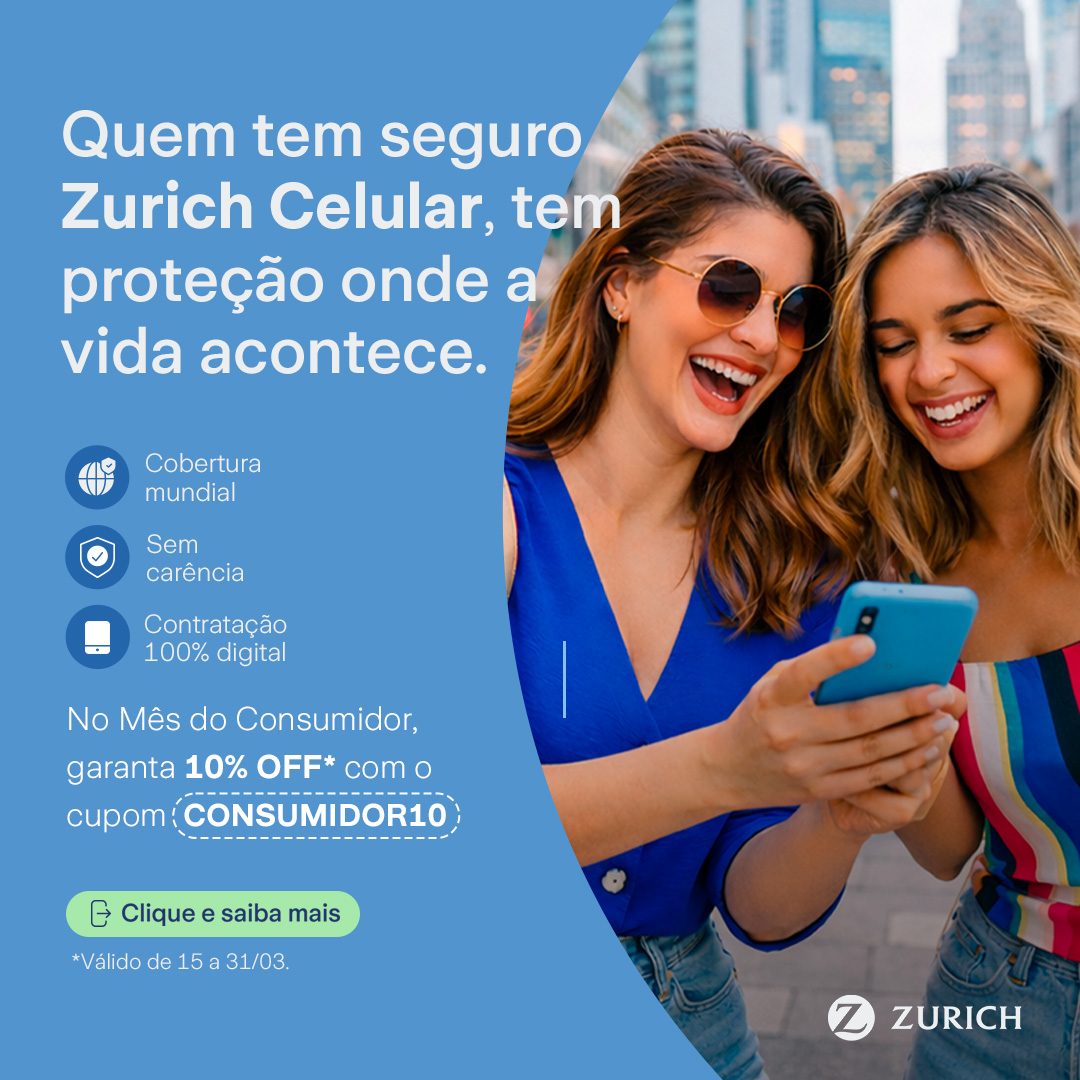 Quem tem seguro
Zurich Celular, tem
proteção onde a
vida acontece.
Cobertura
mundial
Sem
carência
Contratação
100% digital
No Mês do Consumidor,
garanta 10% OFF* com o
cupom CONSUMIDOR10
Clique e saiba mais
*Válido de 15 a 31/03.
Z ZURICH